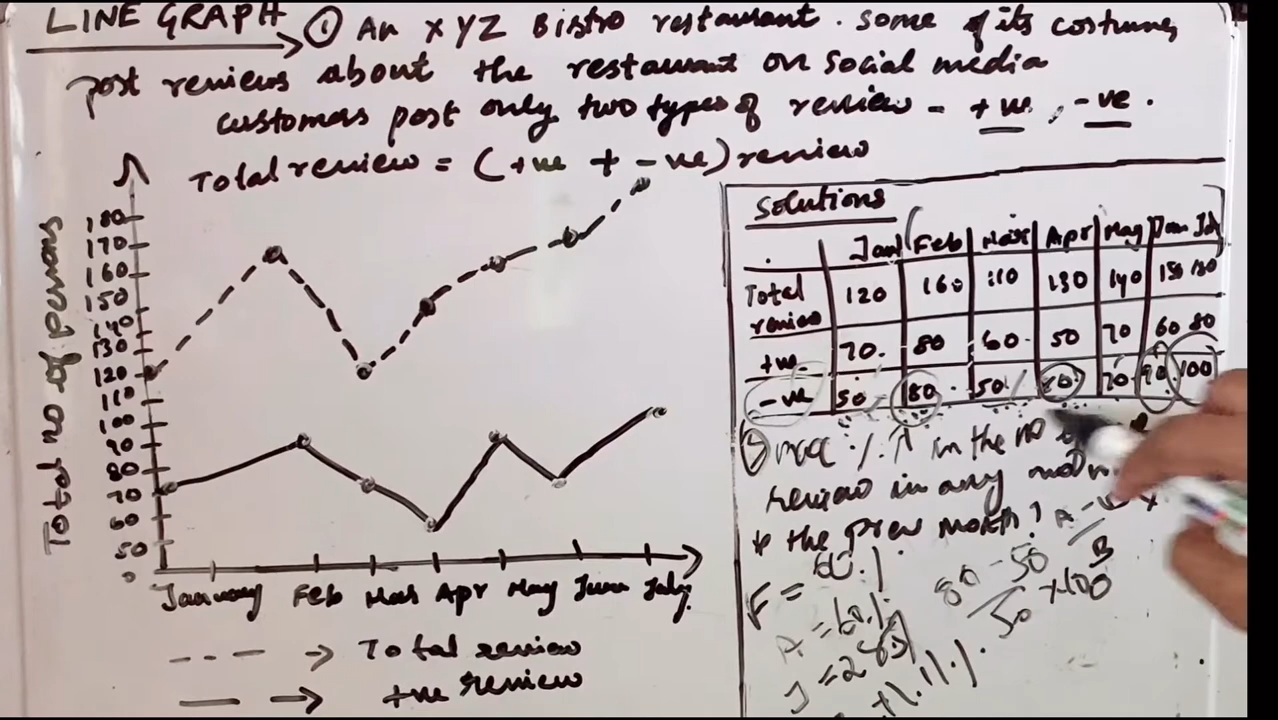 LINE GRAPH
① An XYZ Bistro restaurant. some of its costumers
post reviews about the restaurant on social media
customers post only two types of review - +ve, -ve.
Total review = (+ve + -ve) review
Total no for reviews
180
170
160
150
140
130
120
110
100
90
80
70
60
50
0
January Feb Mar Apr May June July
---- → Total review
— → +ve review
Solutions
Jan Feb Mar Apr May Jun Jul
Total review 120 160 110 130 140 150 180
+ve 70 80 60 50 70 60 80
-ve 50 80 50 80 70 90 100
max % ↑ in the no
review in any
to the prev month?
F = 60%
A = 60%
J = 28
80-50
50 ×100
B